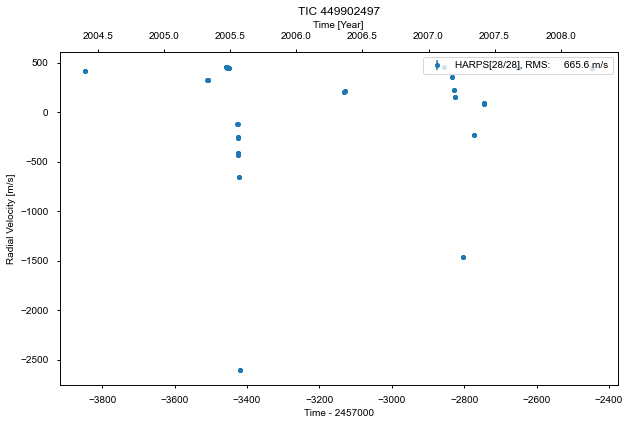 TIC 449902497
Time [Year]
2004.5 2005.0 2005.5 2006.0 2006.5 2007.0 2007.5 2008.0
HARPS[28/28], RMS: 665.6 m/s
500
0
−500
−1000
−1500
−2000
−2500
Radial Velocity [m/s]
−3800 −3600 −3400 −3200 −3000 −2800 −2600 −2400
Time - 2457000